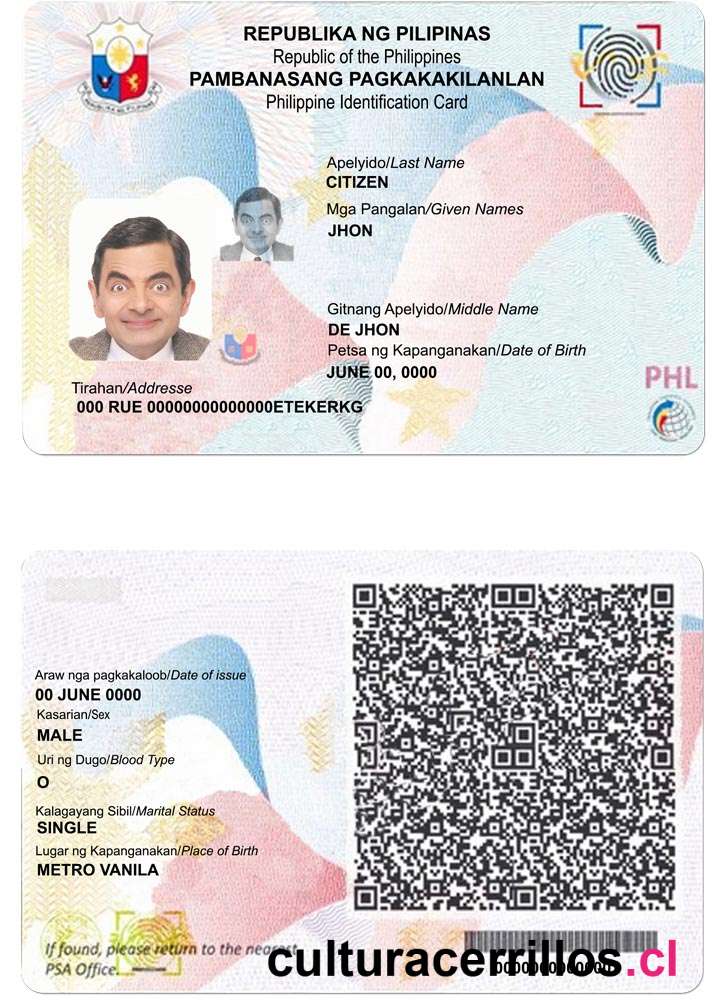 REPUBLIKA NG PILIPINAS
Republic of the Philippines
PAMBANASANG PAGKAKAKILANLAN
Philippine Identification Card
Apelyido/Last Name
CITIZEN
Mga Pangalan/Given Names
JHON
Gitnang Apelyido/Middle Name
DE JHON
Petsa ng Kapanganakan/Date of Birth
JUNE 00, 0000
PHL
Tirahan/Addresse
000 RUE 00000000000000ETEKERKG
Araw nga pagkakaloob/Date of issue
00 JUNE 0000
Kasarian/Sex
MALE
Uri ng Dugo/Blood Type
O
Kalagayang Sibil/Marital Status
SINGLE
Lugar ng Kapanganakan/Place of Birth
METRO VANILA
If found, please return to the nearest
PSA Office.
culturacerrillos.cl